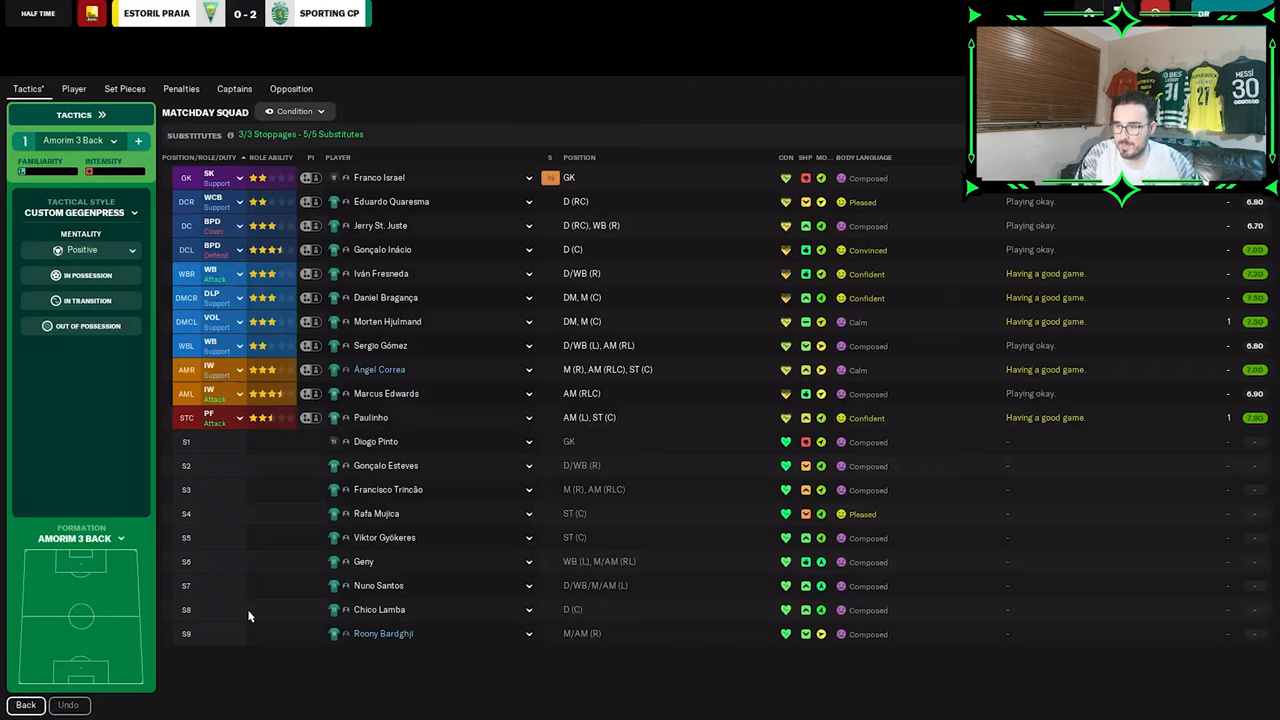 HALF TIME ESTORIL PRAIA 0 - 2 SPORTING CP
Tactics* Player Set Pieces Penalties Captains Opposition
TACTICS MATCHDAY SQUAD Condition
1 Amorim 3 Back + SUBSTITUTES 3/3 Stoppages - 5/5 Substitutes
FAMILIARITY INTENSITY POSITION/ROLE/DUTY ROLE ABILITY PI PLAYER S POSITION CON SHP MO... BODY LANGUAGE
GK SK Support Franco Israel Inj GK Composed
DCR WCB Support Eduardo Quaresma D (RC) Pleased Playing okay. - 6.80
DC BPD Cover Jerry St. Juste D (RC), WB (R) Composed Playing okay. - 6.70
DCL BPD Defend Gonçalo Inácio D (C) Convinced Playing okay. - 7.00
WBR WB Attack Iván Fresneda D/WB (R) Confident Having a good game. - 7.20
DMCR DLP Support Daniel Bragança DM, M (C) Confident Having a good game. - 7.50
DMCL VOL Support Morten Hjulmand DM, M (C) Calm Having a good game. 1 7.50
WBL WB Support Sergio Gómez D/WB (L), AM (RL) Composed Playing okay. - 6.80
AMR IW Support Ángel Correa M (R), AM (RLC), ST (C) Calm Having a good game. - 7.00
AML IW Attack Marcus Edwards AM (RLC) Composed Playing okay. - 6.90
STC PF Attack Paulinho AM (L), ST (C) Confident Having a good game. 1 7.90
S1 Diogo Pinto GK Composed - - -
S2 Gonçalo Esteves D/WB (R) Composed - - -
S3 Francisco Trincão M (R), AM (RLC) Composed - - -
S4 Rafa Mujica ST (C) Pleased - - -
S5 Viktor Gyökeres ST (C) Composed - - -
S6 Geny WB (L), M/AM (RL) Composed - - -
S7 Nuno Santos D/WB/M/AM (L) Composed - - -
S8 Chico Lamba D (C) Composed - - -
S9 Roony Bardghji M/AM (R) Composed - - -
TACTICAL STYLE
CUSTOM GEGENPRESS
MENTALITY
Positive
IN POSSESSION
IN TRANSITION
OUT OF POSSESSION
FORMATION
AMORIM 3 BACK
Back Undo
BES
31
SUPER BOCK
21
MESSI
30